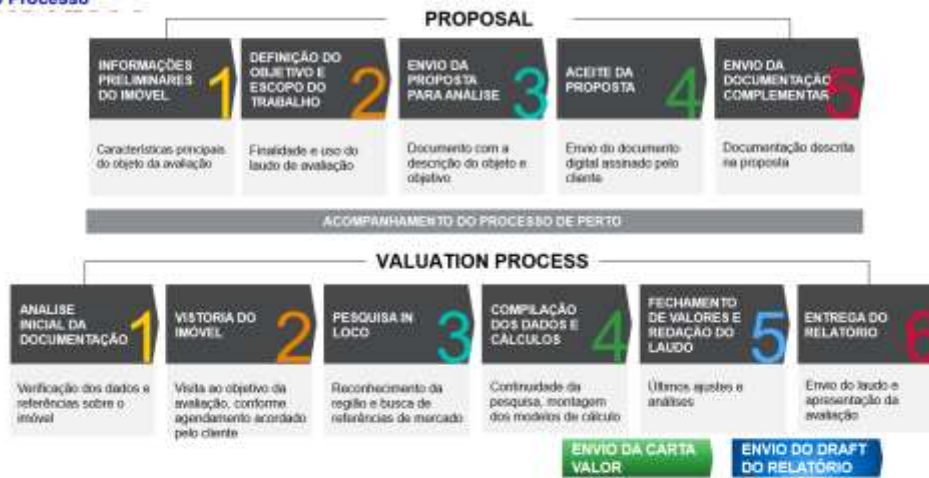 PROPOSAL
INFORMAÇÕES
PRELIMINARES
DO IMÓVEL
1
DEFINIÇÃO DO
OBJETIVO E
ESCOPO DO
TRABALHO
2
ENVIO DA
PROPOSTA
PARA ANÁLISE
3
ACEITE DA
PROPOSTA
4
ENVIO DA
DOCUMENTAÇÃO
COMPLEMENTAR
5
Características principais
do objeto da avaliação
Finalidade e uso do
laudo de avaliação
Documento com a
descrição do objeto e
objetivo
Envio do documento
digital assinado pelo
cliente
Documentação descrita
na proposta
ACOMPANHAMENTO DO PROCESSO DE PERTO
VALUATION PROCESS
ANALISE
INICIAL DA
DOCUMENTAÇÃO
1
VISTORIA DO
IMÓVEL
2
PESQUISA IN
LOCO
3
COMPILAÇÃO
DOS DADOS E
CÁLCULOS
4
FECHAMENTO
DE VALORES E
REDAÇÃO DO
LAUDO
5
ENTREGA DO
RELATÓRIO
6
Verificação dos dados e
referências sobre o
imóvel
Visita ao objetivo da
avaliação, conforme
agendamento acordado
pelo cliente
Reconhecimento da
região e busca de
referências de mercado
Continuidade da
pesquisa, montagem
dos modelos de cálculo
Últimos ajustes e
análises
Envio do laudo e
apresentação da
avaliação
ENVIO DA CARTA
VALOR
ENVIO DO DRAFT
DO RELATÓRIO